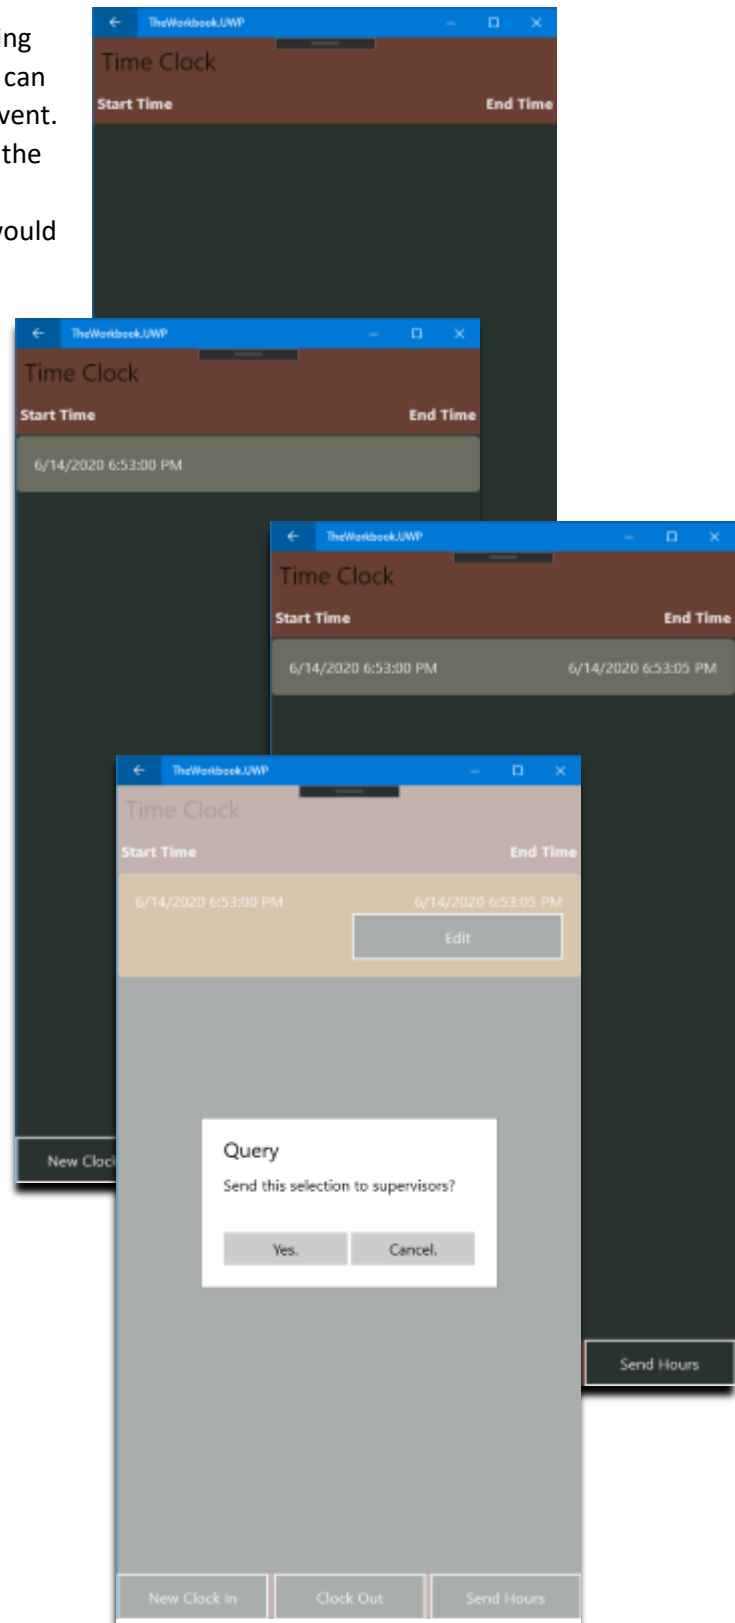 ing
can
vent.
the
would
TheWorkbook.UWP
Time Clock
Start Time End Time
TheWorkbook.UWP
Time Clock
Start Time End Time
6/14/2020 6:53:00 PM
New Cloc
TheWorkbook.UWP
Time Clock
Start Time End Time
6/14/2020 6:53:00 PM 6/14/2020 6:53:05 PM
Send Hours
TheWorkbook.UWP
Time Clock
Start Time End Time
6/14/2020 6:53:00 PM 6/14/2020 6:53:05 PM
Edit
Query
Send this selection to supervisors?
Yes. Cancel.
New Clock In Clock Out Send Hours